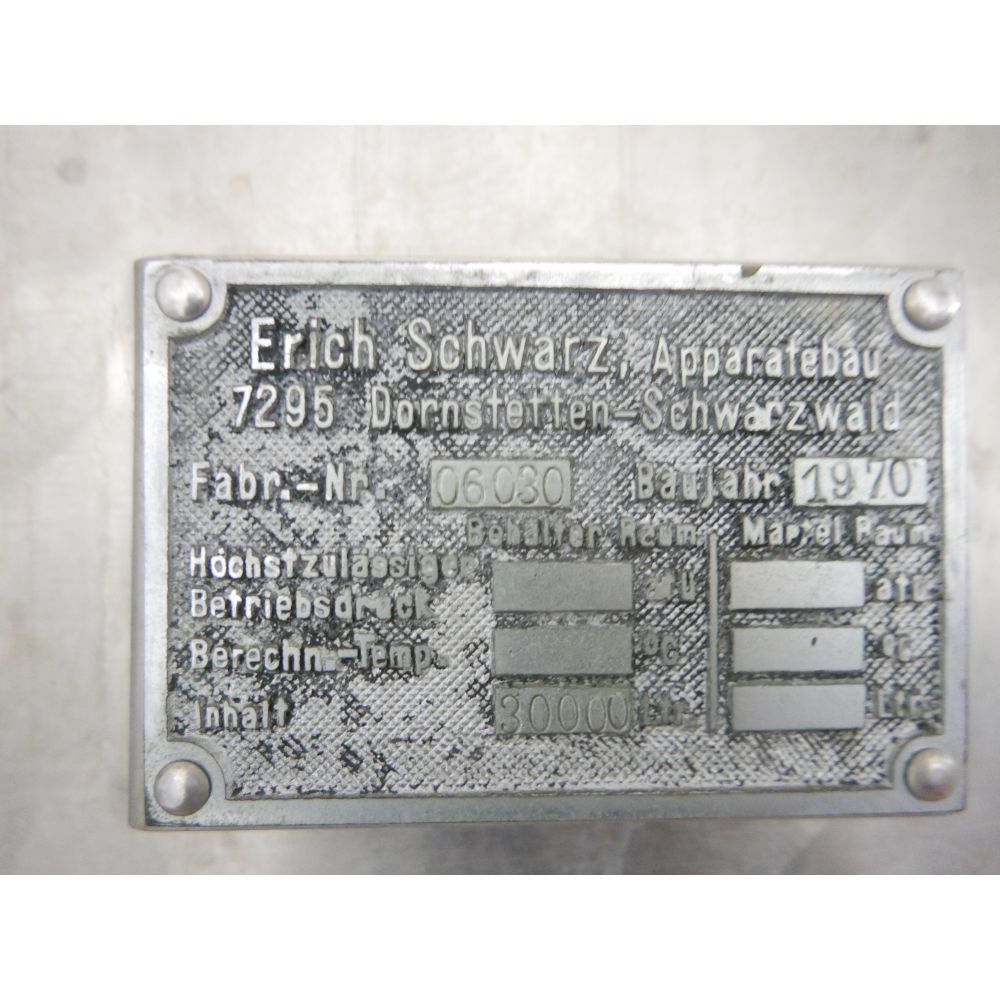 Erich Schwarz, Apparatebau
7295 Dornstetten-Schwarzwald
Fabr.-Nr. 06030 Baujahr 1970
Behälter Raum Mantel Raum
Höchstzulässiger
Betriebsdruck atü atü
Berechn.-Temp. °C °C
Inhalt 30000 Ltr. Ltr.